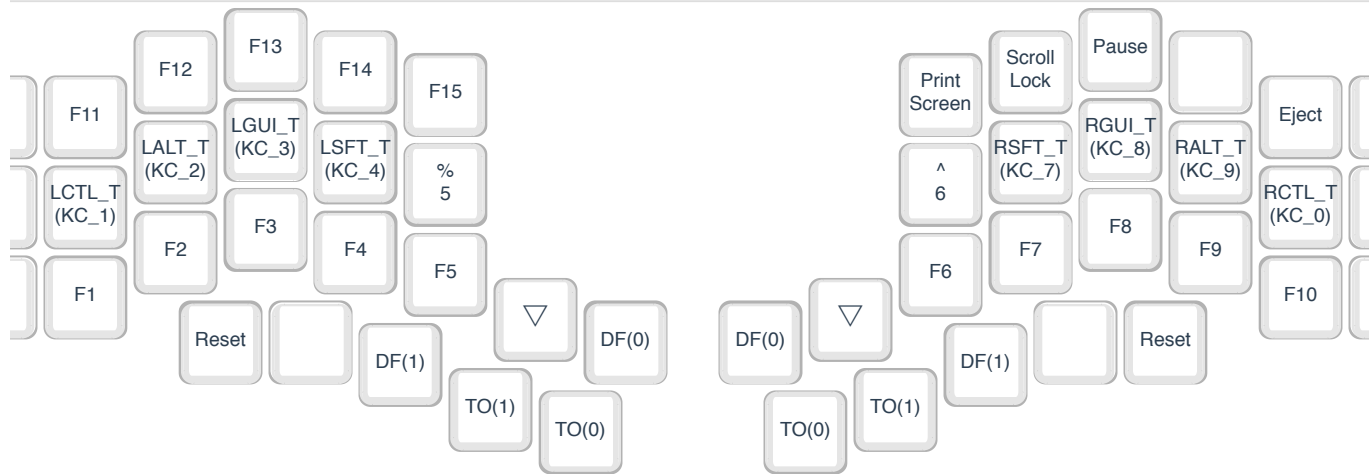 F11
F12
F13
F14
F15
Print
Screen
Scroll
Lock
Pause
Eject
LCTL_T
(KC_1)
LALT_T
(KC_2)
LGUI_T
(KC_3)
LSFT_T
(KC_4)
%
5
^
6
RSFT_T
(KC_7)
RGUI_T
(KC_8)
RALT_T
(KC_9)
RCTL_T
(KC_0)
F1
F2
F3
F4
F5
F6
F7
F8
F9
F10
Reset
DF(1)
▽
DF(0)
DF(0)
▽
DF(1)
Reset
TO(1)
TO(0)
TO(0)
TO(1)